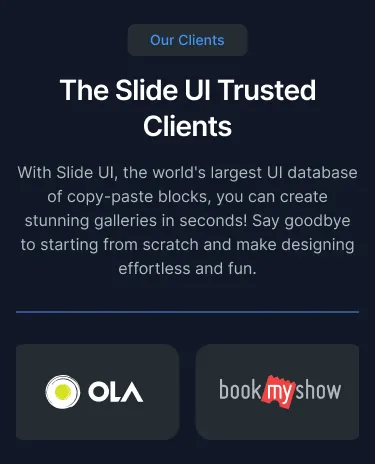 Our Clients
The Slide UI Trusted
Clients
With Slide UI, the world's largest UI database
of copy-paste blocks, you can create
stunning galleries in seconds! Say goodbye
to starting from scratch and make designing
effortless and fun.
OLA
bookmyshow